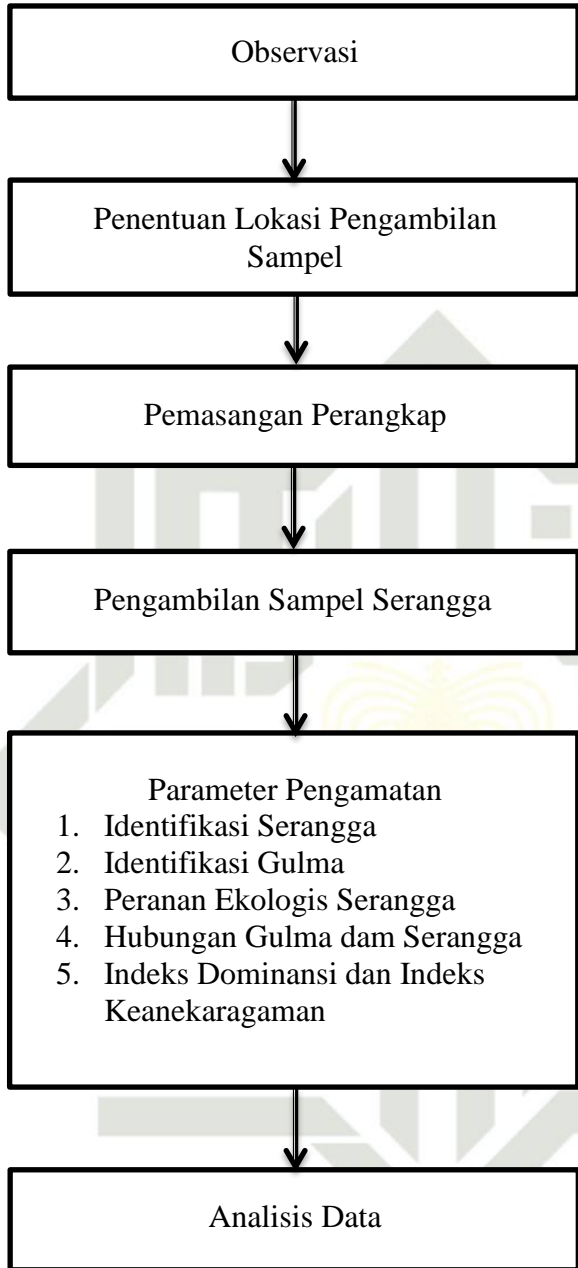 Observasi
Penentuan Lokasi Pengambilan
Sampel
Pemasangan Perangkap
Pengambilan Sampel Serangga
Parameter Pengamatan
1. Identifikasi Serangga
2. Identifikasi Gulma
3. Peranan Ekologis Serangga
4. Hubungan Gulma dam Serangga
5. Indeks Dominansi dan Indeks
Keanekaragaman
Analisis Data